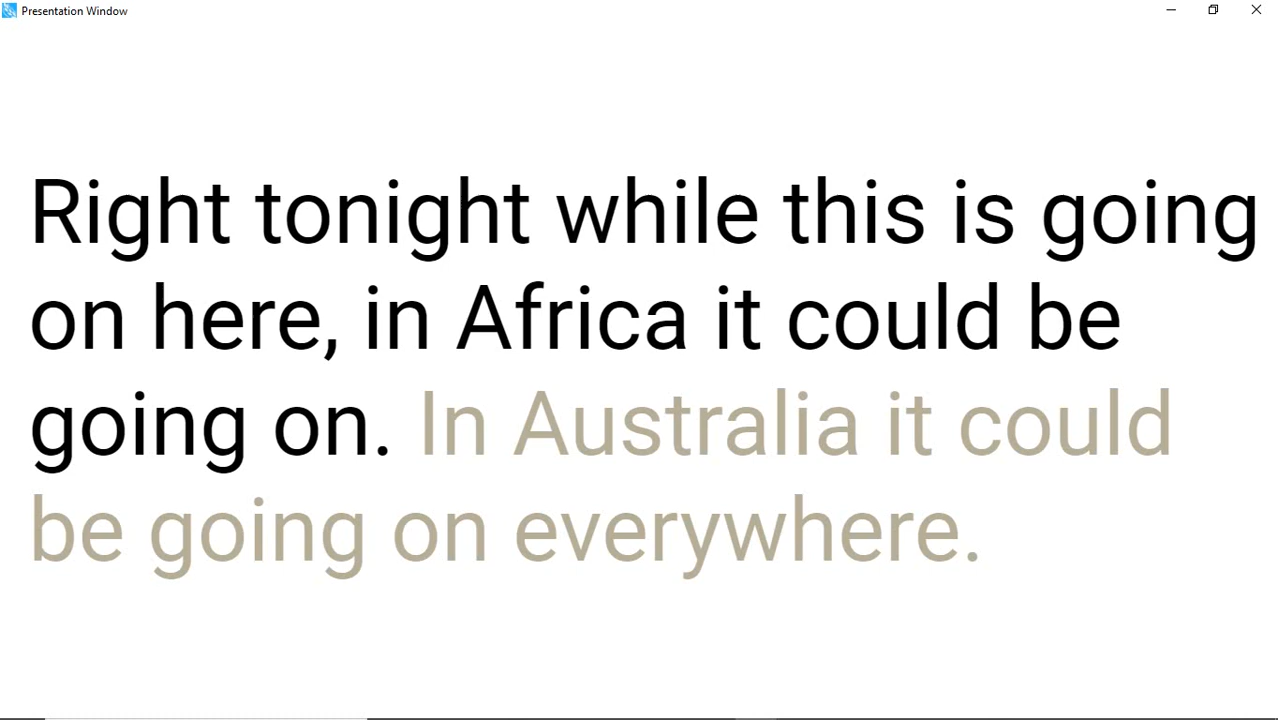 Presentation Window
Right tonight while this is going
on here, in Africa it could be
going on. In Australia it could
be going on everywhere.